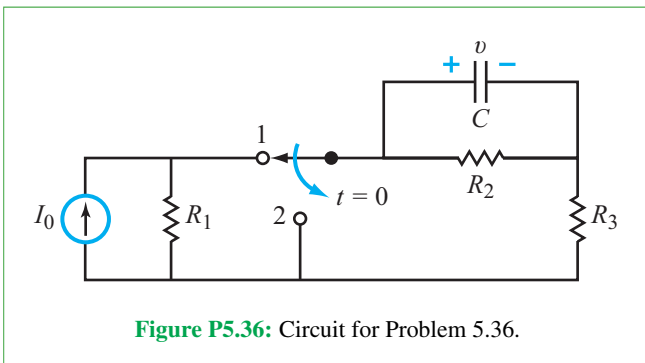 υ
+ −
C
1
R2
t = 0
I0
R1
2
R3
Figure P5.36: Circuit for Problem 5.36.